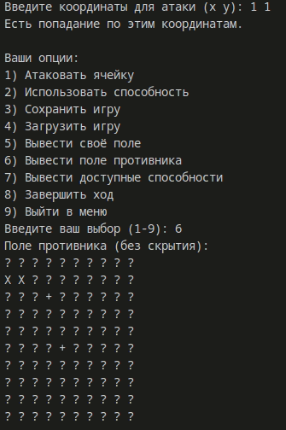 Введите координаты для атаки (x y): 1 1
Есть попадание по этим координатам.

Ваши опции:
1) Атаковать ячейку
2) Использовать способность
3) Сохранить игру
4) Загрузить игру
5) Вывести своё поле
6) Вывести поле противника
7) Вывести доступные способности
8) Завершить ход
9) Выйти в меню
Введите ваш выбор (1-9): 6
Поле противника (без скрытия):
? ? ? ? ? ? ? ? ? ?
X X ? ? ? ? ? ? ? ?
? ? ? + ? ? ? ? ? ?
? ? ? ? ? ? ? ? ? ?
? ? ? ? ? ? ? ? ? ?
? ? ? ? + ? ? ? ? ?
? ? ? ? ? ? ? ? ? ?
? ? ? ? ? ? ? ? ? ?
? ? ? ? ? ? ? ? ? ?
? ? ? ? ? ? ? ? ? ?